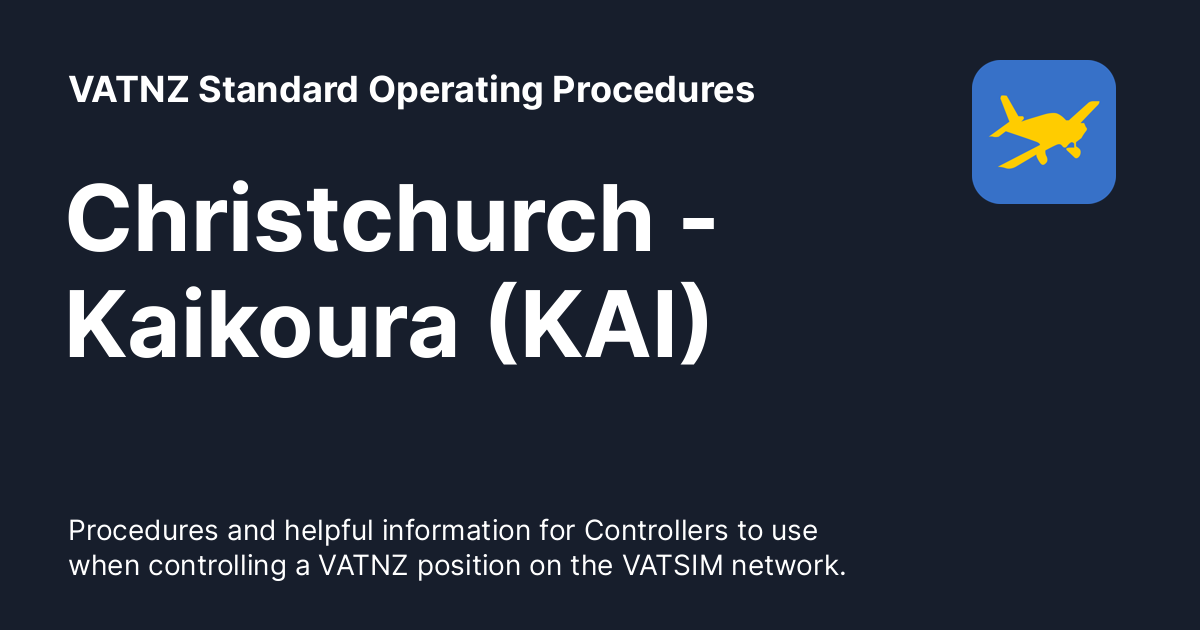 VATNZ Standard Operating Procedures
Christchurch -
Kaikoura (KAI)
Procedures and helpful information for Controllers to use
when controlling a VATNZ position on the VATSIM network.